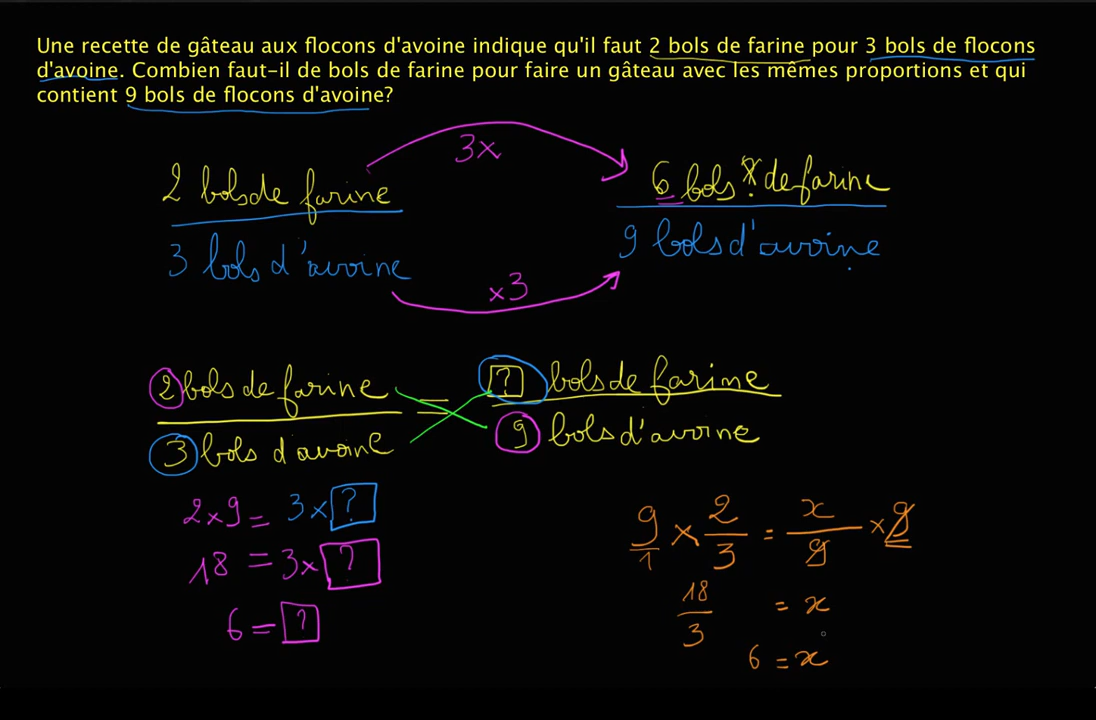 Une recette de gâteau aux flocons d'avoine indique qu'il faut 2 bols de farine pour 3 bols de flocons
d'avoine. Combien faut-il de bols de farine pour faire un gâteau avec les mêmes proportions et qui
contient 9 bols de flocons d'avoine?
3x
2 bols de farine
6 bols ? de farine
3 bols d'avoine
9 bols d'avoine
x3
2 bols de farine = ? bols de farine
3 bols d'avoine
9 bols d'avoine
2 x 9 = 3 x ?
18 = 3 x ?
6 = ?
9/1 x 2/3 = x/9 x 9
18/3 = x
6 = x